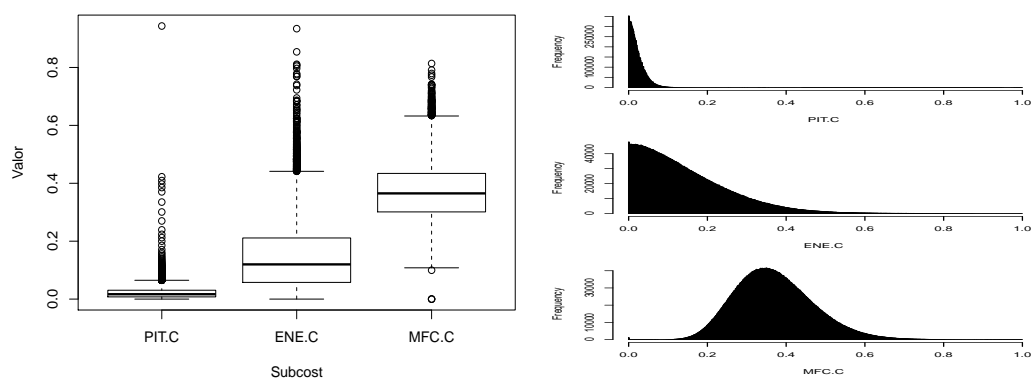 Valor
0.0 0.2 0.4 0.6 0.8
PIT.C ENE.C MFC.C
Subcost
Frequency
0 100000 250000
0.0 0.2 0.4 0.6 0.8 1.0
PIT.C
Frequency
0 20000 40000
0.0 0.2 0.4 0.6 0.8 1.0
ENE.C
Frequency
0 10000 30000
0.0 0.2 0.4 0.6 0.8 1.0
MFC.C